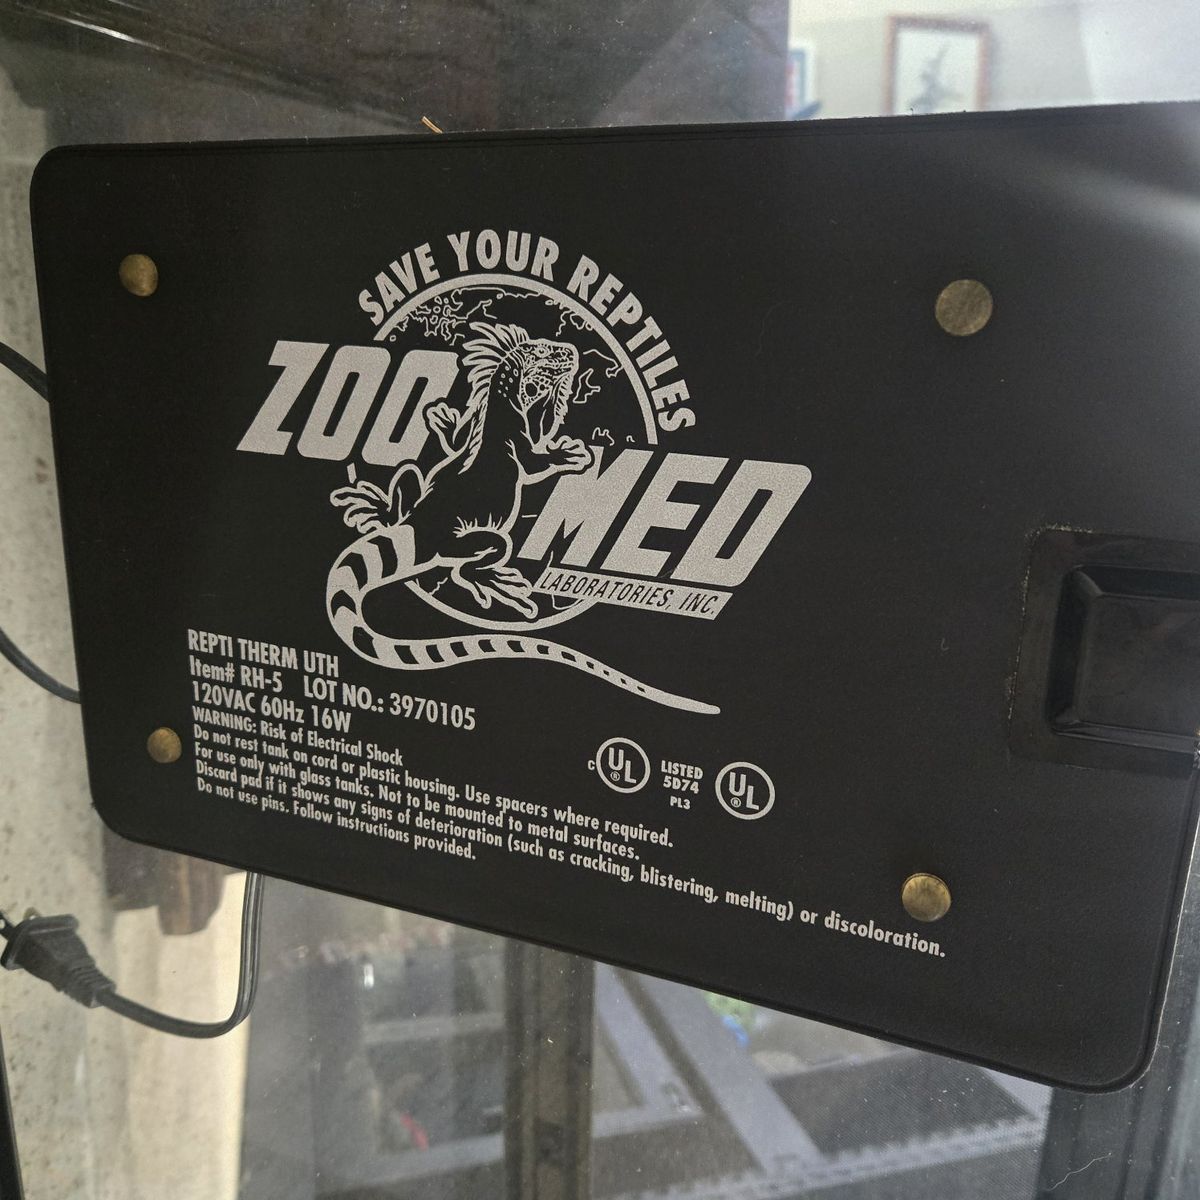 SAVE YOUR REPTILES
ZOO MED
LABORATORIES, INC.
REPTI THERM UTH
Item# RH-5 LOT NO.: 3970105
120VAC 60Hz 16W
WARNING: Risk of Electrical Shock
Do not rest tank on cord or plastic housing. Use spacers where required.
For use only with glass tanks. Not to be mounted to metal surfaces.
Discard pad if it shows any signs of deterioration (such as cracking, blistering, melting) or discoloration.
Do not use pins. Follow instructions provided.
C UL ®
LISTED
5D74
PL3
UL ®